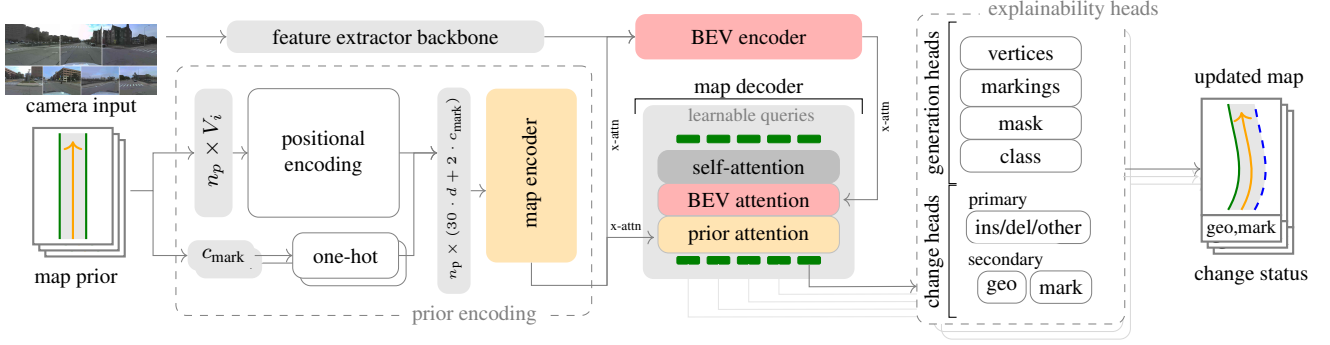 explainability heads
feature extractor backbone
BEV encoder
camera input
n_p × V_i
positional
encoding
n_p × (30 · d + 2 · c_mark)
map encoder
x-attn
x-attn
x-attn
map decoder
learnable queries
self-attention
BEV attention
prior attention
generation heads
vertices
markings
mask
class
change heads
primary
ins/del/other
secondary
geo
mark
updated map
geo,mark
change status
map prior
c_mark
one-hot
prior encoding